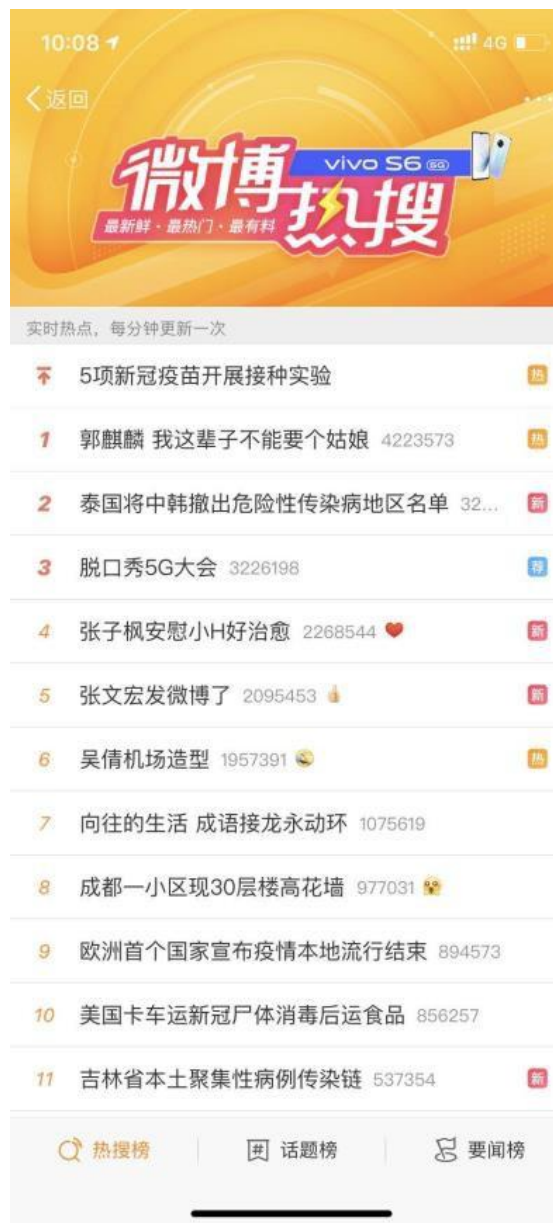 10:08
4G
返回
微博热搜
vivo S6 5G
最新鲜·最热门·最有料
实时热点，每分钟更新一次
5项新冠疫苗开展接种实验 热
1 郭麒麟 我这辈子不能要个姑娘 4223573 热
2 泰国将中韩撤出危险性传染病地区名单 32... 新
3 脱口秀5G大会 3226198 荐
4 张子枫安慰小H好治愈 2268544 新
5 张文宏发微博了 2095453 新
6 吴倩机场造型 1957391 热
7 向往的生活 成语接龙永动环 1075619
8 成都一小区现30层楼高花墙 977031
9 欧洲首个国家宣布疫情本地流行结束 894573
10 美国卡车运新冠尸体消毒后运食品 856257
11 吉林省本土聚集性病例传染链 537354 新
热搜榜 # 话题榜 要闻榜